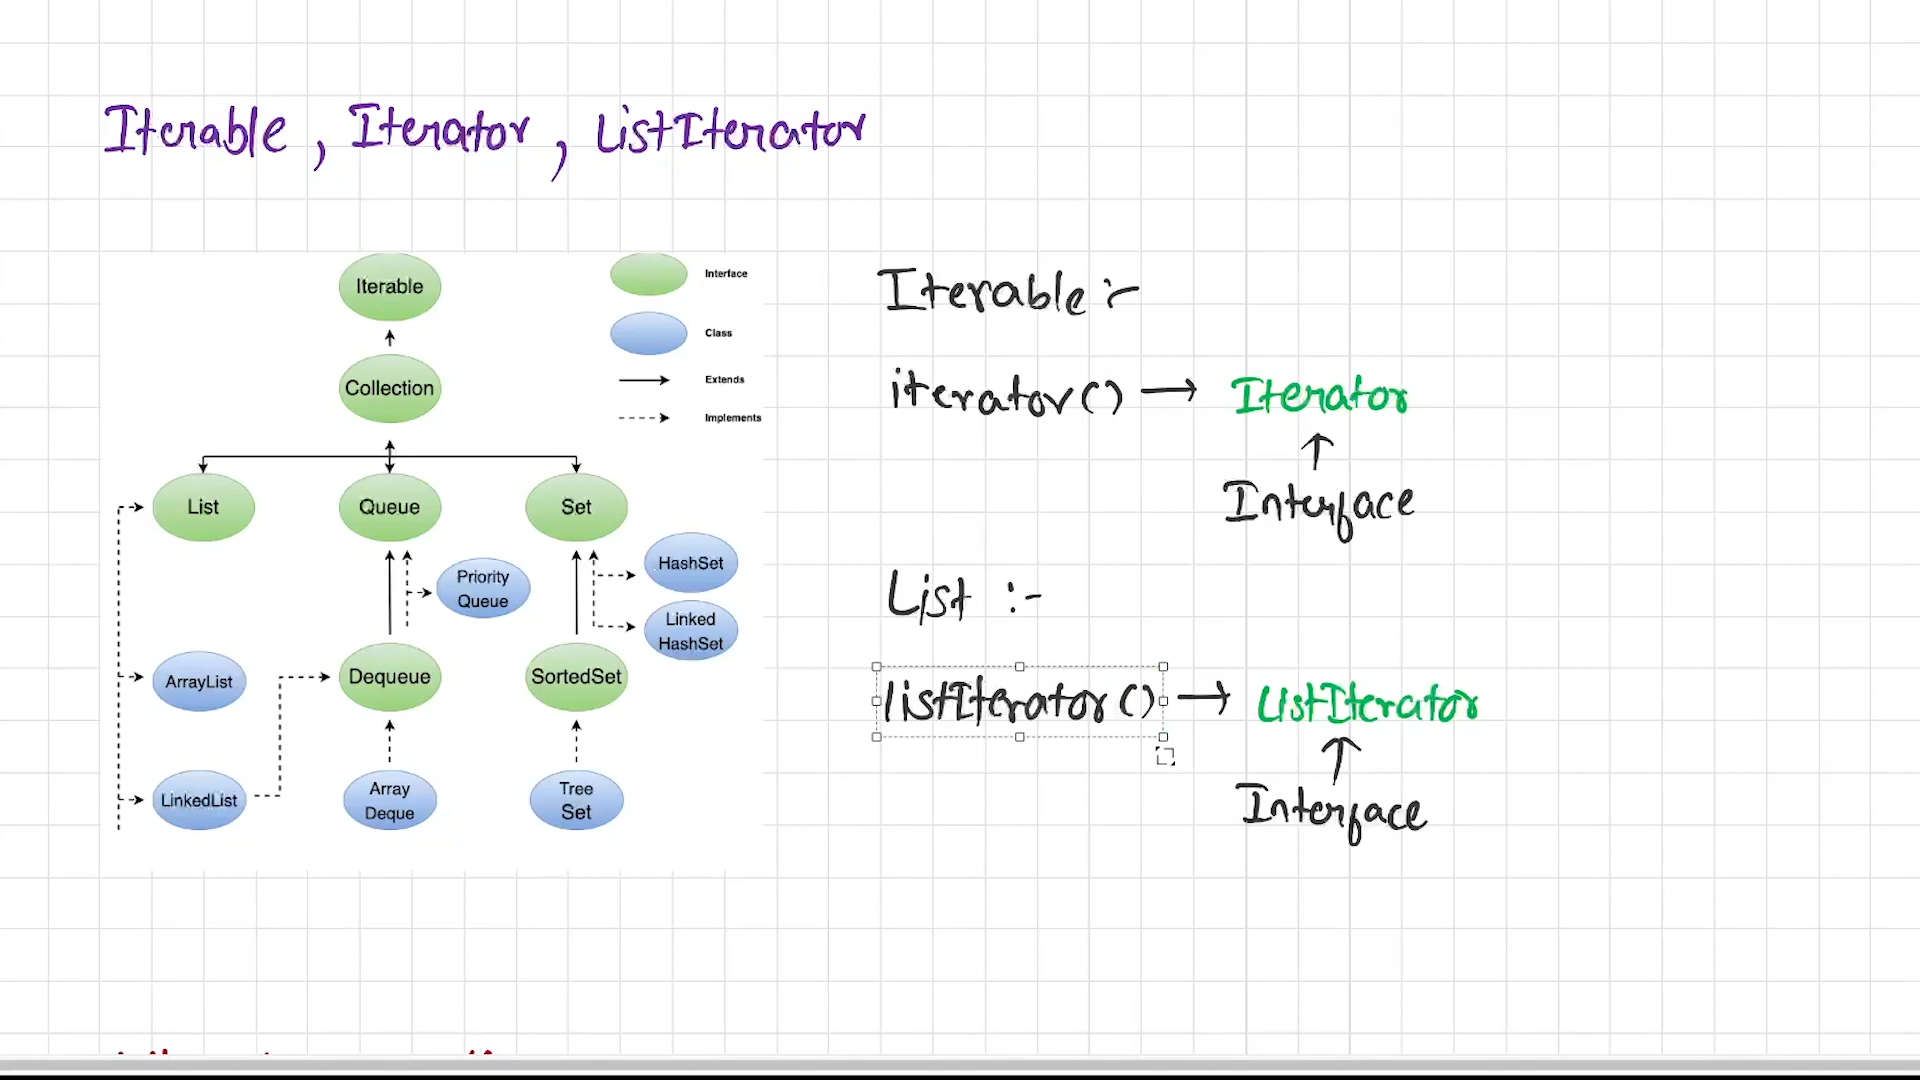 Iterable, Iterator, ListIterator
Iterable
Collection
List
Queue
Set
Priority
Queue
HashSet
Linked
HashSet
ArrayList
Dequeue
SortedSet
LinkedList
Array
Deque
Tree
Set
Interface
Class
Extends
Implements
Iterable :-
iterator() → Iterator
↑
Interface
List :-
listIterator() → ListIterator
↑
Interface